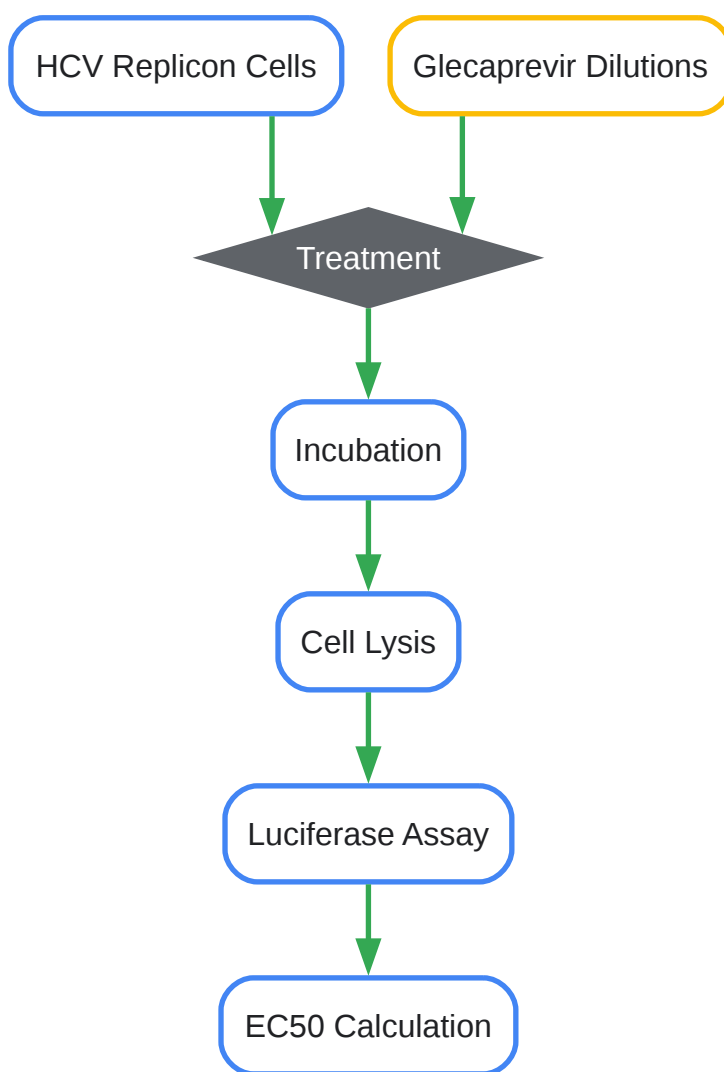 HCV Replicon Cells
Glecaprevir Dilutions
Treatment
Incubation
Cell Lysis
Luciferase Assay
EC50 Calculation